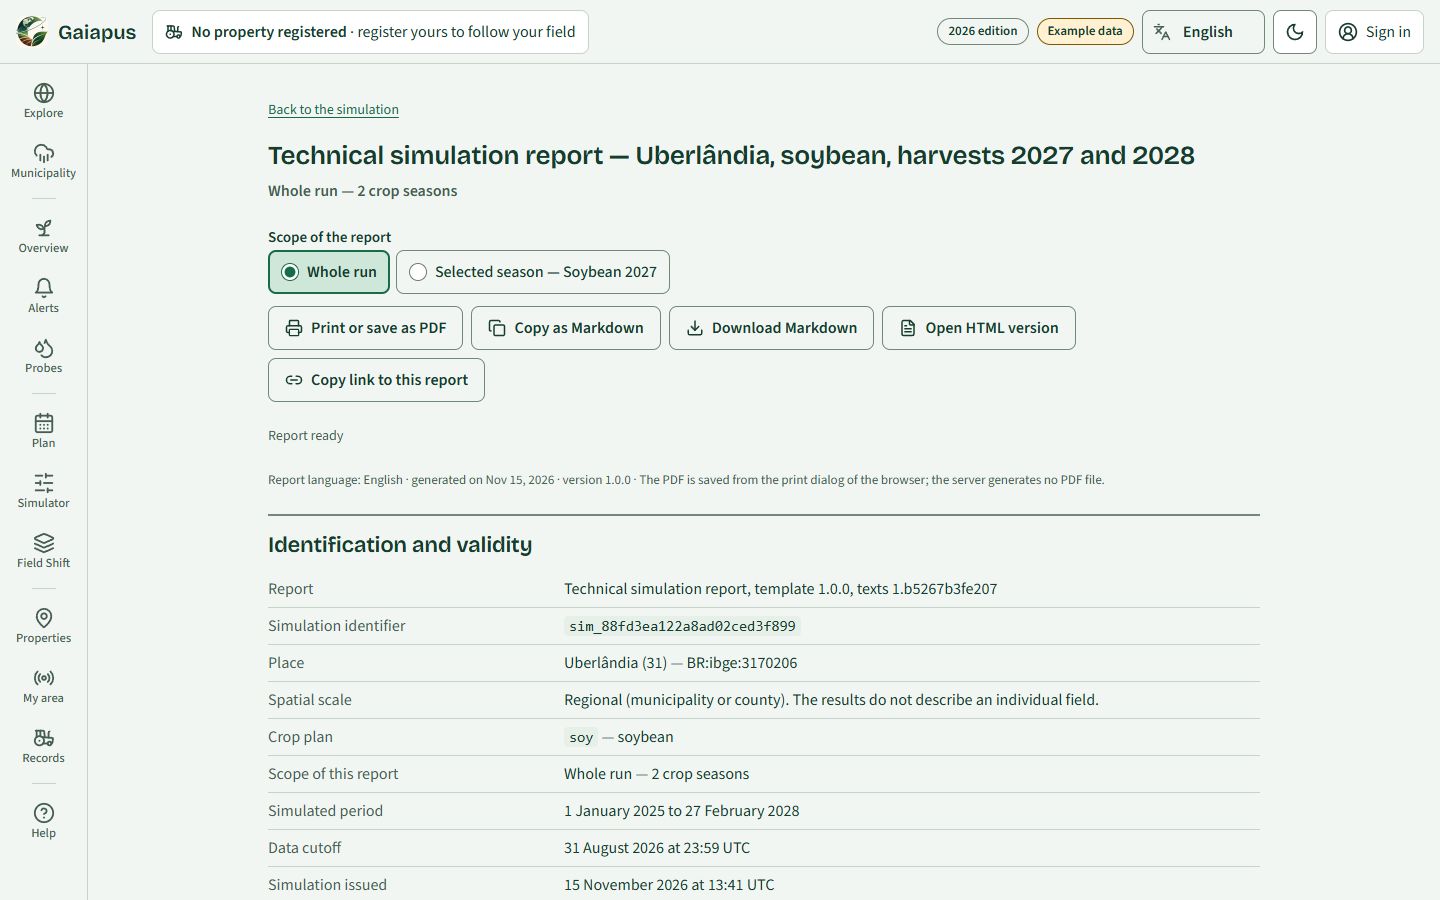 Gaiapus
No property registered · register yours to follow your field
2026 edition
Example data
English
Sign in
Explore
Municipality
Overview
Alerts
Probes
Plan
Simulator
Field Shift
Properties
My area
Records
Help
Back to the simulation
Technical simulation report — Uberlândia, soybean, harvests 2027 and 2028
Whole run — 2 crop seasons
Scope of the report
Whole run
Selected season — Soybean 2027
Print or save as PDF
Copy as Markdown
Download Markdown
Open HTML version
Copy link to this report
Report ready
Report language: English · generated on Nov 15, 2026 · version 1.0.0 · The PDF is saved from the print dialog of the browser; the server generates no PDF file.
Identification and validity
Report Technical simulation report, template 1.0.0, texts 1.b5267b3fe207
Simulation identifier sim_88fd3ea122a8ad02ced3f899
Place Uberlândia (31) — BR:ibge:3170206
Spatial scale Regional (municipality or county). The results do not describe an individual field.
Crop plan soy — soybean
Scope of this report Whole run — 2 crop seasons
Simulated period 1 January 2025 to 27 February 2028
Data cutoff 31 August 2026 at 23:59 UTC
Simulation issued 15 November 2026 at 13:41 UTC